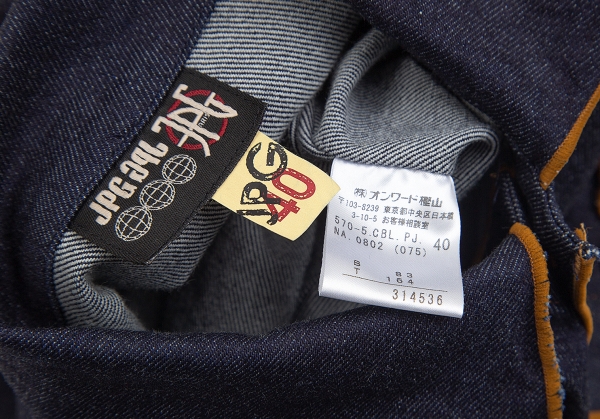 JPG JPG J
JPG
40
㈱オンワード樫山
〒103-8239 東京都中央区日本橋
3-10-5 お客様相談室
570-5.CBL.PJ. 40
NA.0802 (075)
B 83
T 164
314536